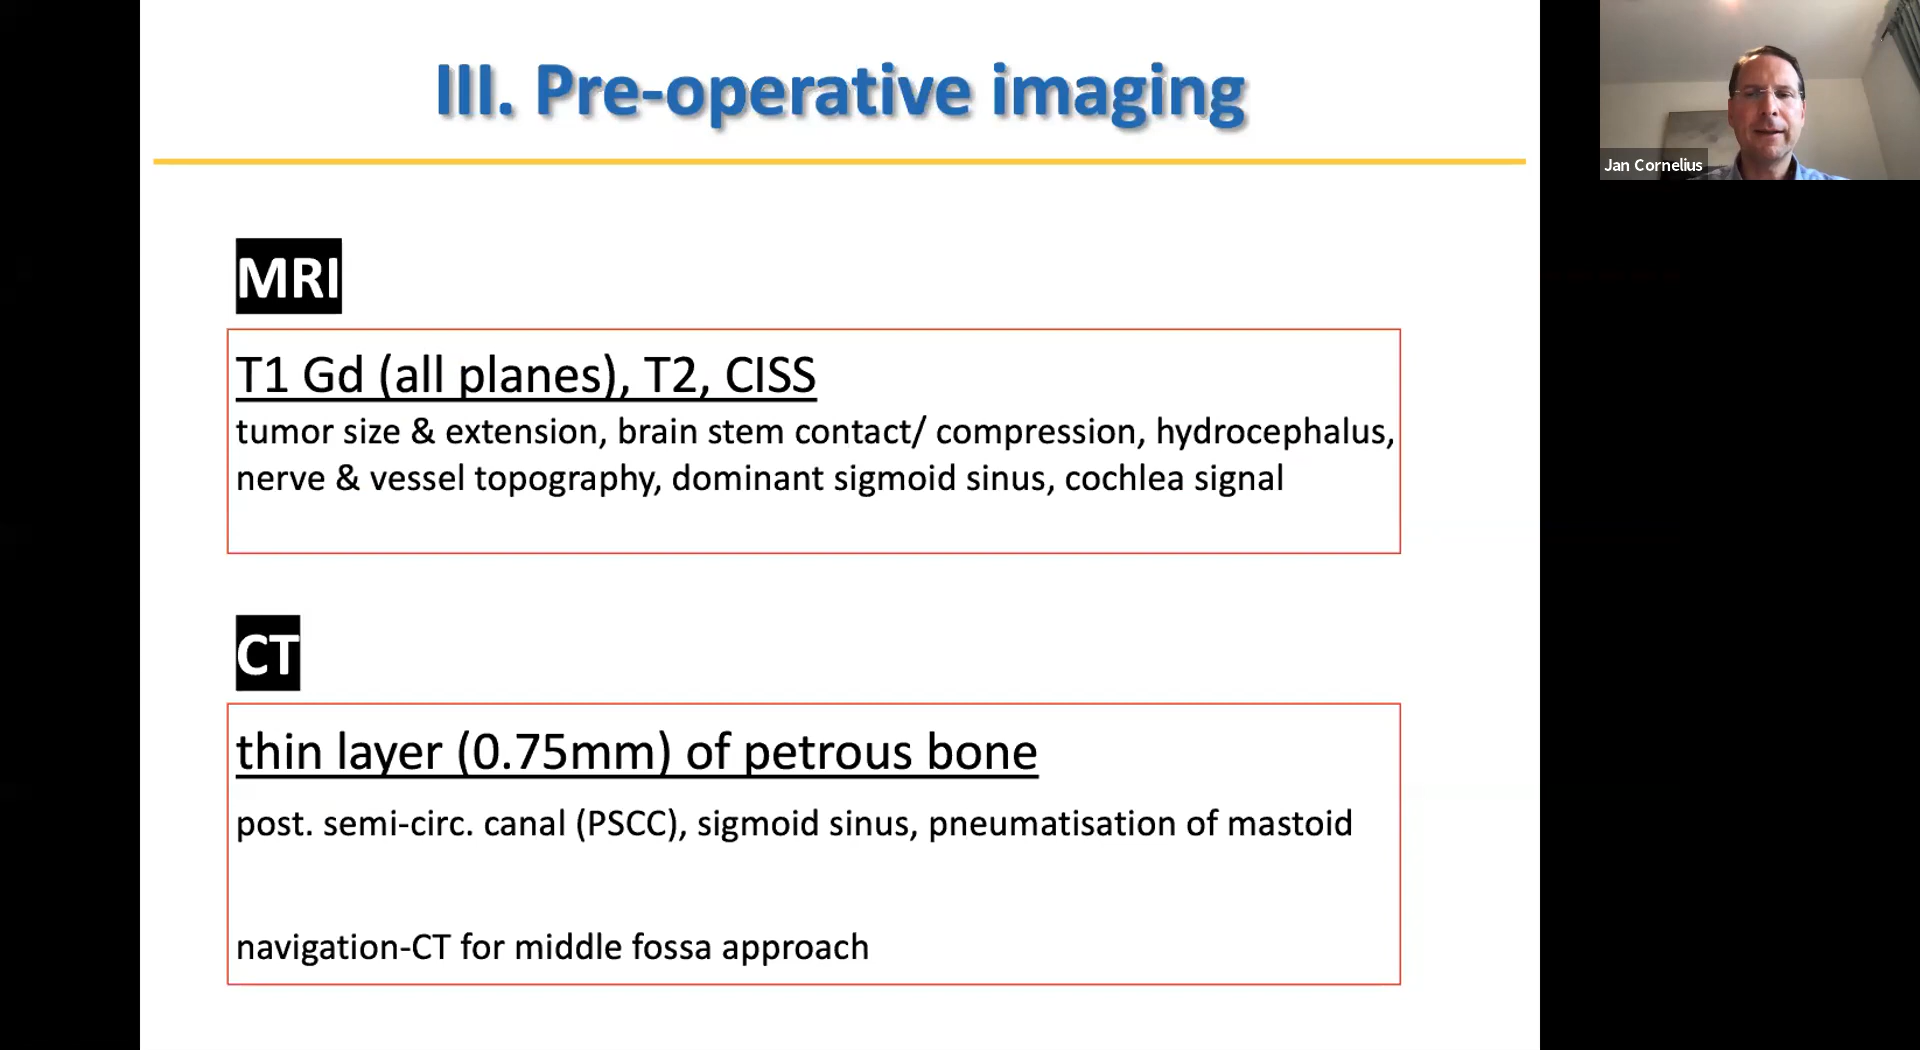 III. Pre-operative imaging
Jan Cornelius
MRI
T1 Gd (all planes), T2, CISS
tumor size & extension, brain stem contact/ compression, hydrocephalus,
nerve & vessel topography, dominant sigmoid sinus, cochlea signal
CT
thin layer (0.75mm) of petrous bone
post. semi-circ. canal (PSCC), sigmoid sinus, pneumatisation of mastoid
navigation-CT for middle fossa approach